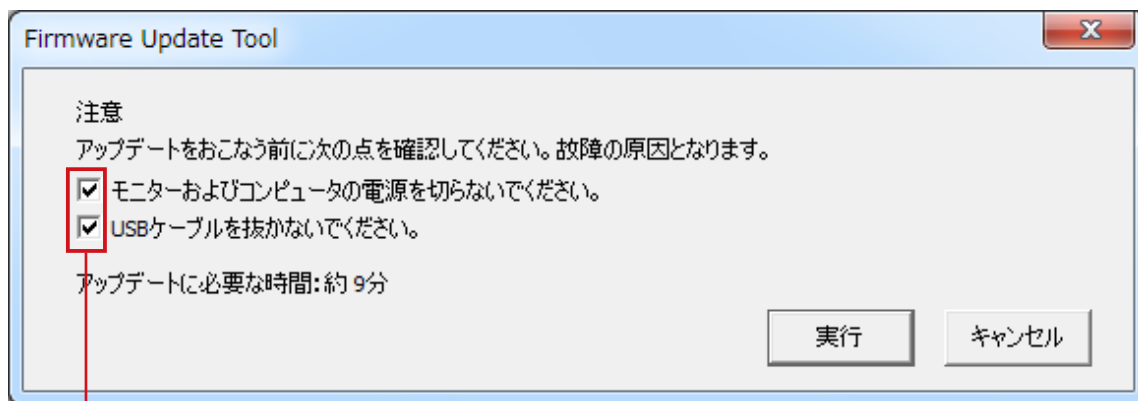 Firmware Update Tool
注意
アップデートをおこなう前に次の点を確認してください。故障の原因となります。
モニターおよびコンピュータの電源を切らないでください。
USBケーブルを抜かないでください。
アップデートに必要な時間：約 9分
実行
キャンセル